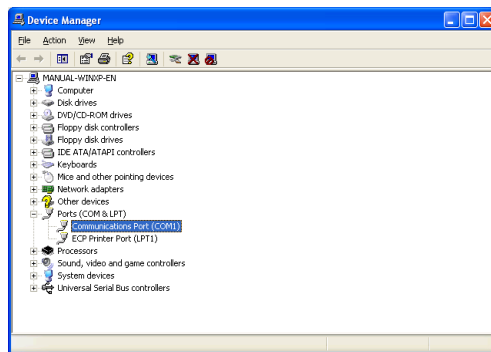 Device Manager
File Action View Help
MANUAL-WINXP-EN
Computer
Disk drives
DVD/CD-ROM drives
Floppy disk controllers
Floppy disk drives
IDE ATA/ATAPI controllers
Keyboards
Mice and other pointing devices
Network adapters
Other devices
Ports (COM & LPT)
Communications Port (COM1)
ECP Printer Port (LPT1)
Processors
Sound, video and game controllers
System devices
Universal Serial Bus controllers